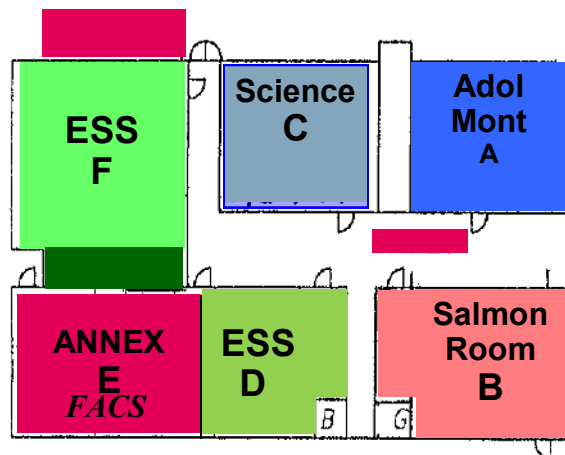 ESS
F
Science
C
Adol
Mont
A
ANNEX
E
FACS
ESS
D
B
G
Salmon
Room
B